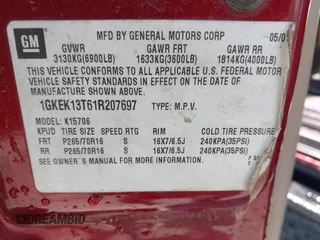 GM
MFD BY GENERAL MOTORS CORP 05/0
GVWR GAWR FRT GAWR RR
3130KG(6900LB) 1633KG(3600LB) 1814KG(4000LB)
THIS VEHICLE CONFORMS TO ALL APPLICABLE U.S. FEDERAL
MOTOR VEHICLE SAFETY STANDARDS IN EFFECT ON THE DATE OF
MANUFACTURE SHOWN ABOVE.
1GKEK13T61R207697 TYPE: M.P.V.
MODEL: K15706
TIRE SIZE SPEED RTG RIM COLD TIRE PRESSURE
FRT P265/70R16 S 16X7/6.5J 240KPA(35PSI)
RR P265/70R16 S 16X7/6.5J 240KPA(35PSI)
SEE OWNER'S MANUAL FOR MORE INFORMATION.
DREAMBID